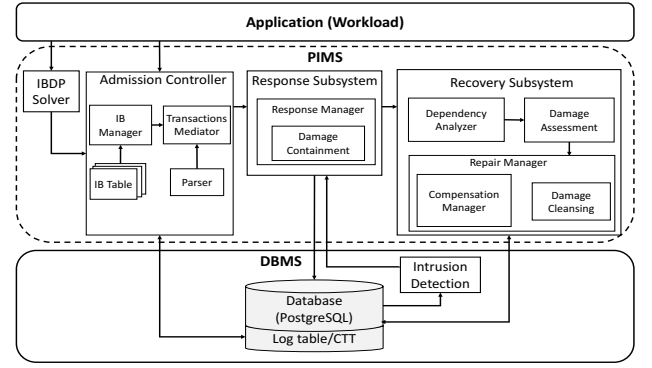 Application (Workload)
PIMS
IBDP
Solver
Admission Controller
IB
Manager
Transactions
Mediator
IB Table
Parser
Response Subsystem
Response Manager
Damage
Containment
Recovery Subsystem
Dependency
Analyzer
Damage
Assessment
Repair Manager
Compensation
Manager
Damage
Cleansing
DBMS
Intrusion
Detection
Database
(PostgreSQL)
Log table/CTT